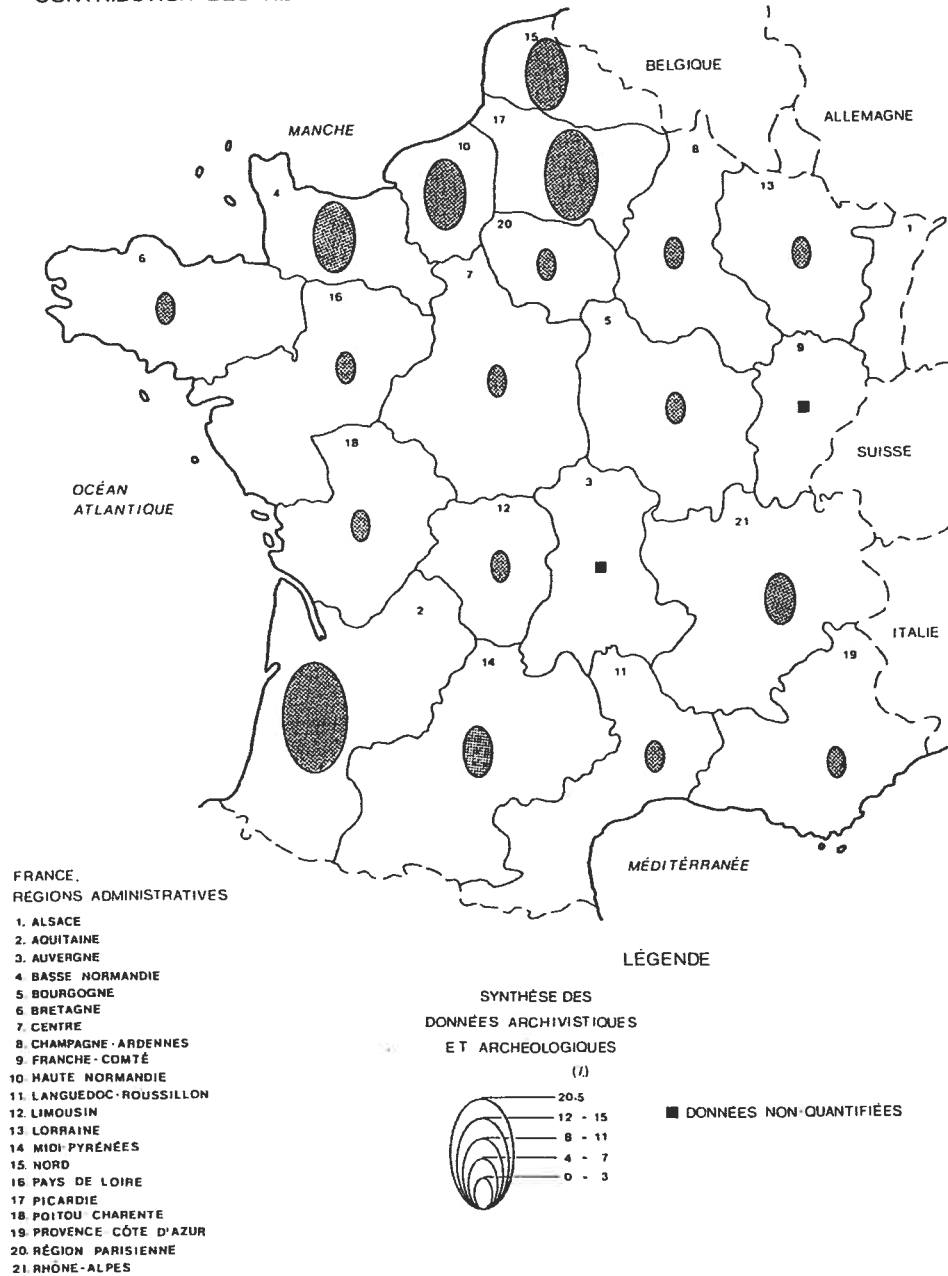 15
BELGIQUE
ALLEMAGNE
MANCHE
17
10
8
13
4
20
1
6
7
16
5
9
SUISSE
18
3
OCÉAN
ATLANTIQUE
12
21
2
ITALIE
14
11
19
MÉDITÉRRANÉE
FRANCE,
RÉGIONS ADMINISTRATIVES
1. ALSACE
2. AQUITAINE
3. AUVERGNE
4. BASSE NORMANDIE
5. BOURGOGNE
6. BRETAGNE
7. CENTRE
8. CHAMPAGNE-ARDENNES
9. FRANCHE-COMTÉ
10. HAUTE NORMANDIE
11. LANGUEDOC-ROUSSILLON
12. LIMOUSIN
13. LORRAINE
14. MIDI-PYRÉNÉES
15. NORD
16. PAYS DE LOIRE
17. PICARDIE
18. POITOU CHARENTE
19. PROVENCE CÔTE D'AZUR
20. RÉGION PARISIENNE
21. RHÔNE-ALPES
LÉGENDE
SYNTHÈSE DES
DONNÉES ARCHIVISTIQUES
ET ARCHEOLOGIQUES
20.5
12 - 15
8 - 11
4 - 7
0 - 3
■ DONNÉES NON-QUANTIFIÉES